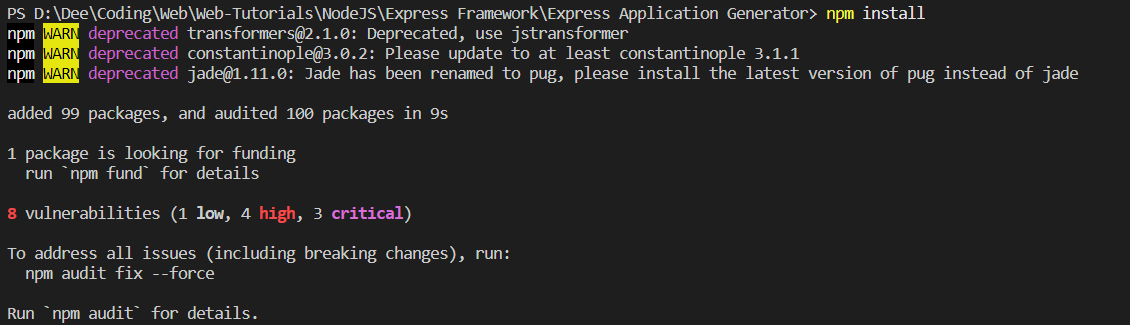 PS D:\Dee\Coding\Web\Web-Tutorials\NodeJS\Express Framework\Express Application Generator> npm install
npm WARN deprecated transformers@2.1.0: Deprecated, use jstransformer
npm WARN deprecated constantinople@3.0.2: Please update to at least constantinople 3.1.1
npm WARN deprecated jade@1.11.0: Jade has been renamed to pug, please install the latest version of pug instead of jade
added 99 packages, and audited 100 packages in 9s
1 package is looking for funding
run `npm fund` for details
8 vulnerabilities (1 low, 4 high, 3 critical)
To address all issues (including breaking changes), run:
npm audit fix --force
Run `npm audit` for details.